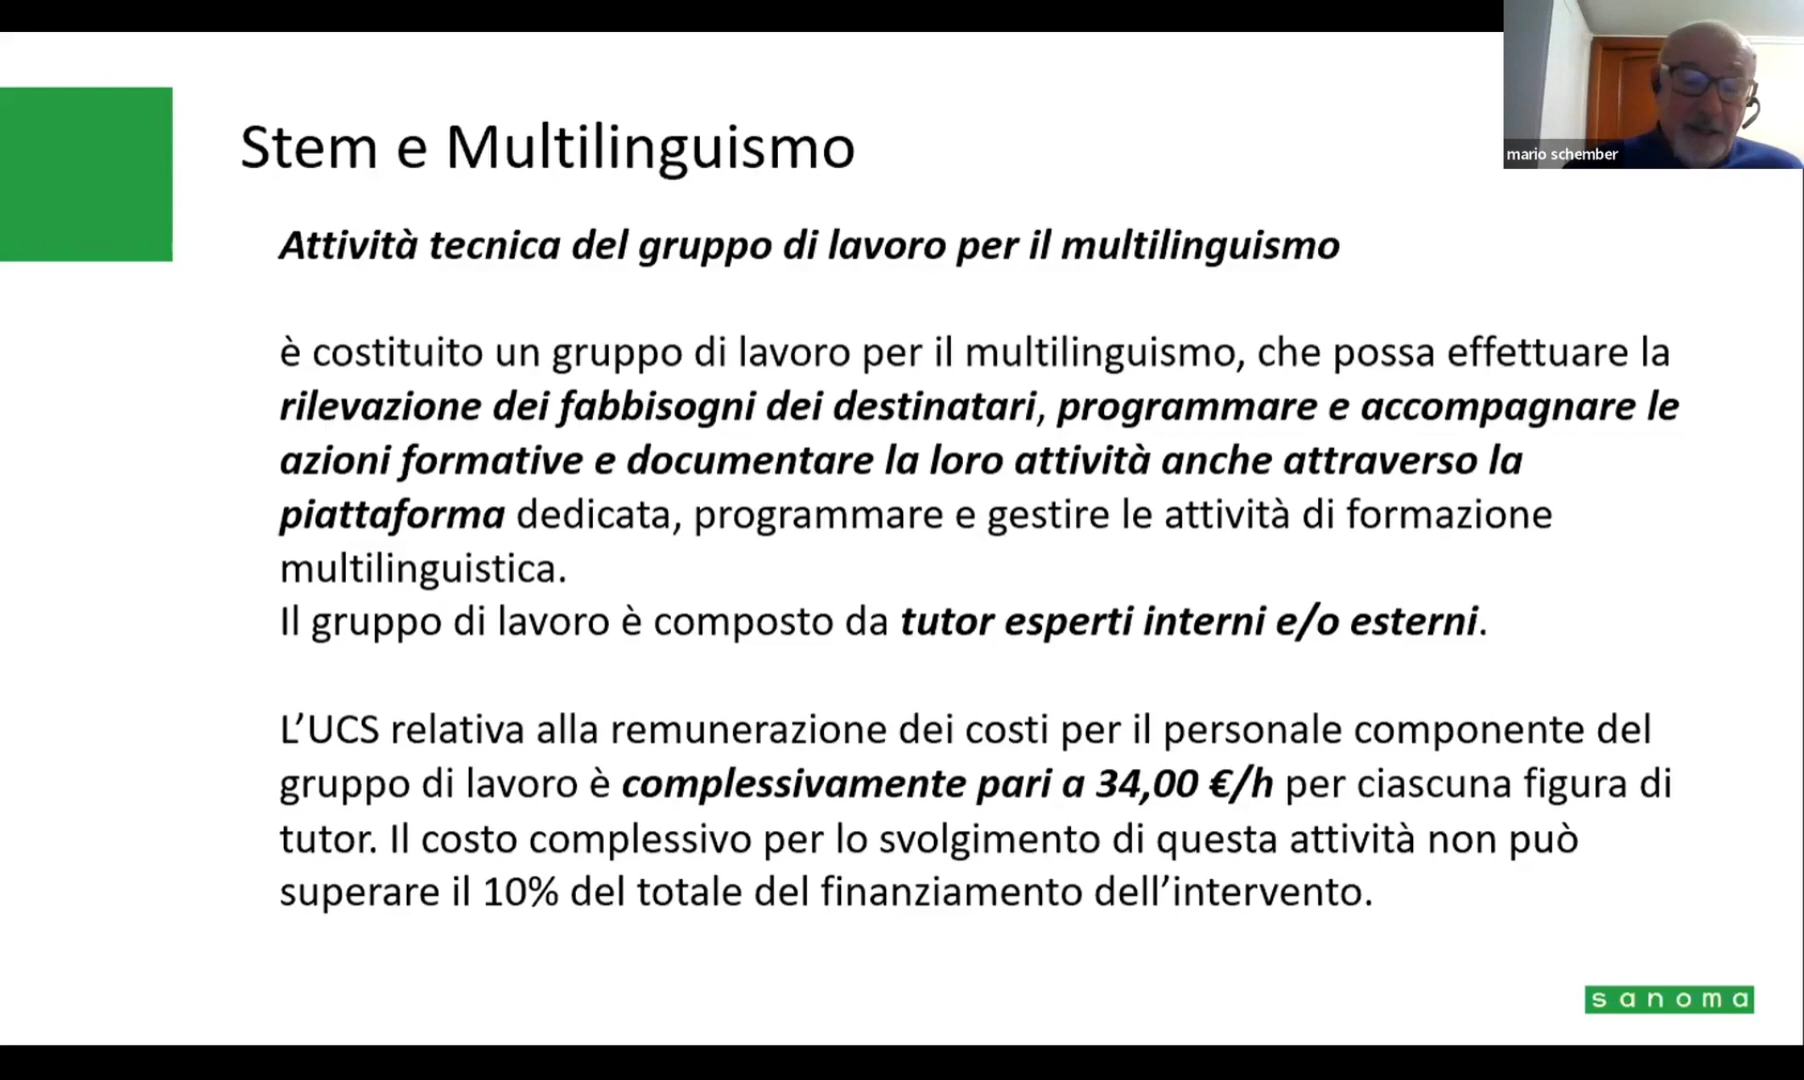 Stem e Multilinguismo
mario schember
Attività tecnica del gruppo di lavoro per il multilinguismo
è costituito un gruppo di lavoro per il multilinguismo, che possa effettuare la
rilevazione dei fabbisogni dei destinatari, programmare e accompagnare le
azioni formative e documentare la loro attività anche attraverso la
piattaforma dedicata, programmare e gestire le attività di formazione
multilinguistica.
Il gruppo di lavoro è composto da tutor esperti interni e/o esterni.
L’UCS relativa alla remunerazione dei costi per il personale componente del
gruppo di lavoro è complessivamente pari a 34,00 €/h per ciascuna figura di
tutor. Il costo complessivo per lo svolgimento di questa attività non può
superare il 10% del totale del finanziamento dell’intervento.
sanoma